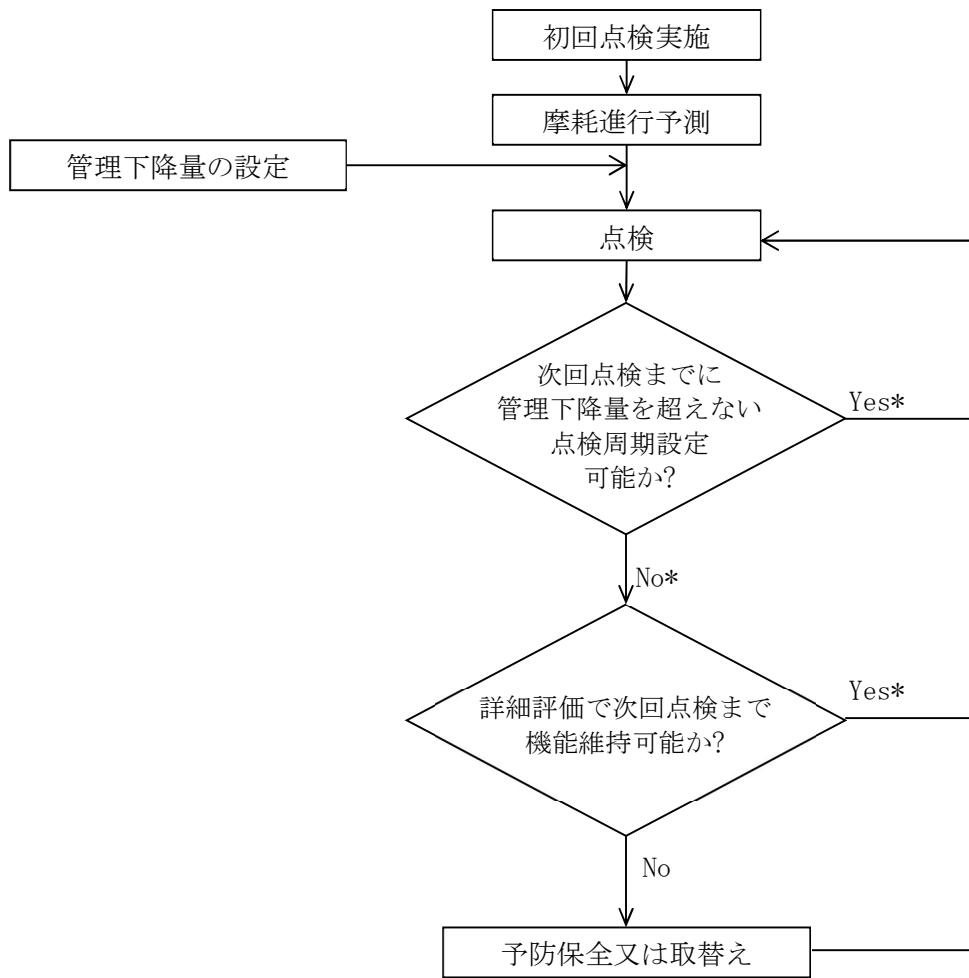 初回点検実施
摩耗進行予測
管理下降量の設定
点検
次回点検までに
管理下降量を超えない
点検周期設定
可能か?
Yes*
No*
詳細評価で次回点検まで
機能維持可能か?
Yes*
No
予防保全又は取替え